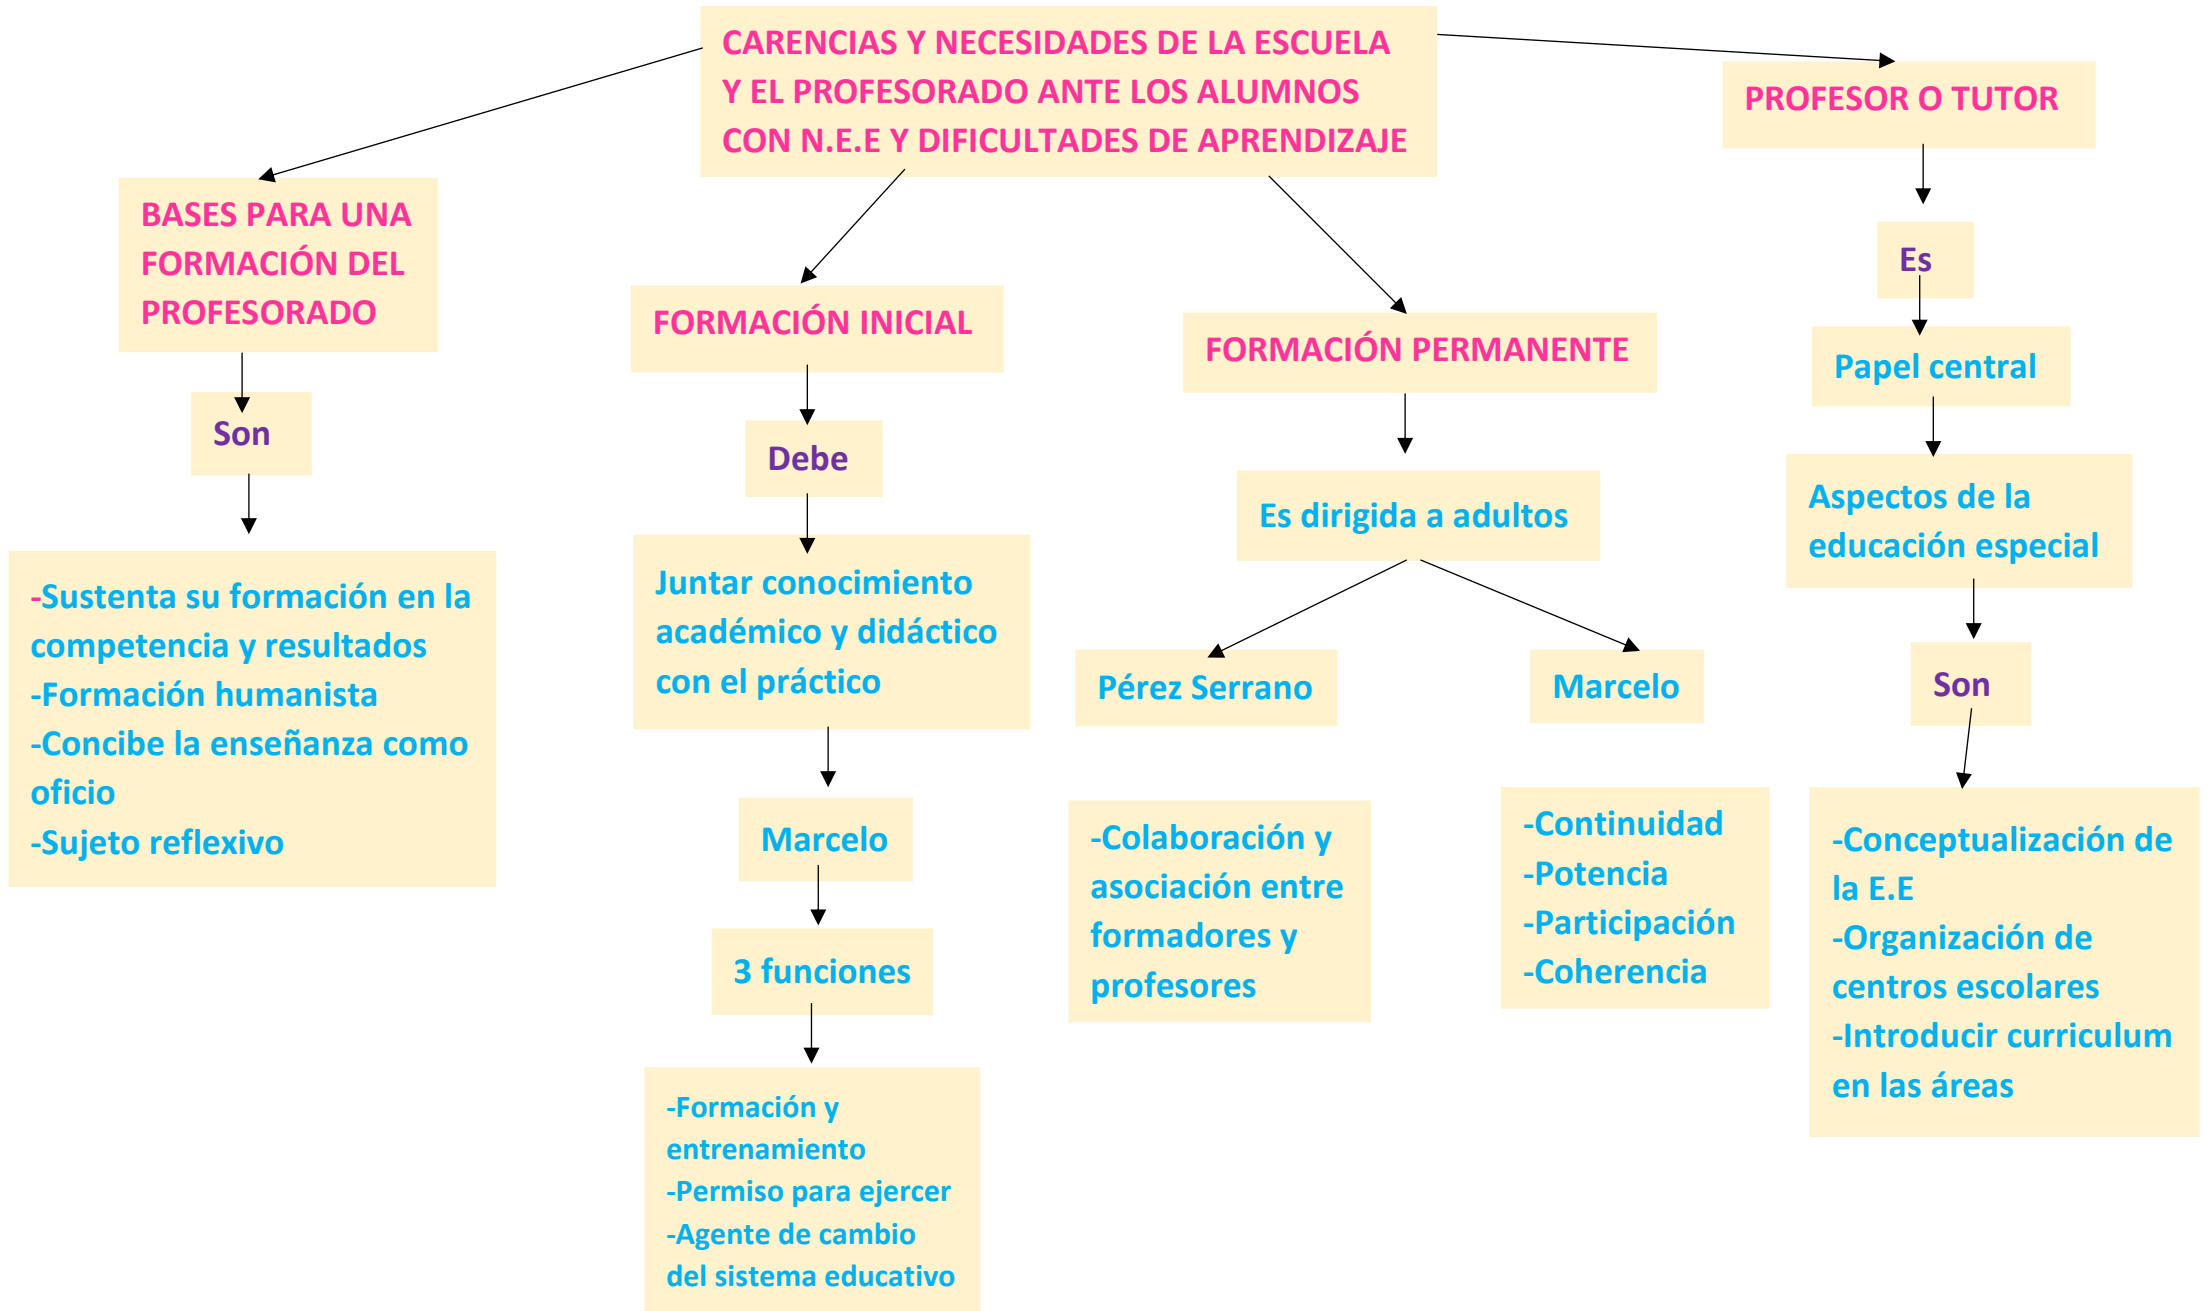 CARENCIAS Y NECESIDADES DE LA ESCUELA
Y EL PROFESORADO ANTE LOS ALUMNOS
CON N.E.E Y DIFICULTADES DE APRENDIZAJE
BASES PARA UNA
FORMACIÓN DEL
PROFESORADO
Son
-Sustenta su formación en la
competencia y resultados
-Formación humanista
-Concibe la enseñanza como
oficio
-Sujeto reflexivo
FORMACIÓN INICIAL
Debe
Juntar conocimiento
académico y didáctico
con el práctico
Marcelo
3 funciones
-Formación y
entrenamiento
-Permiso para ejercer
-Agente de cambio
del sistema educativo
FORMACIÓN PERMANENTE
Es dirigida a adultos
Pérez Serrano
-Colaboración y
asociación entre
formadores y
profesores
Marcelo
-Continuidad
-Potencia
-Participación
-Coherencia
PROFESOR O TUTOR
Es
Papel central
Aspectos de la
educación especial
Son
-Conceptualización de
la E.E
-Organización de
centros escolares
-Introducir curriculum
en las áreas